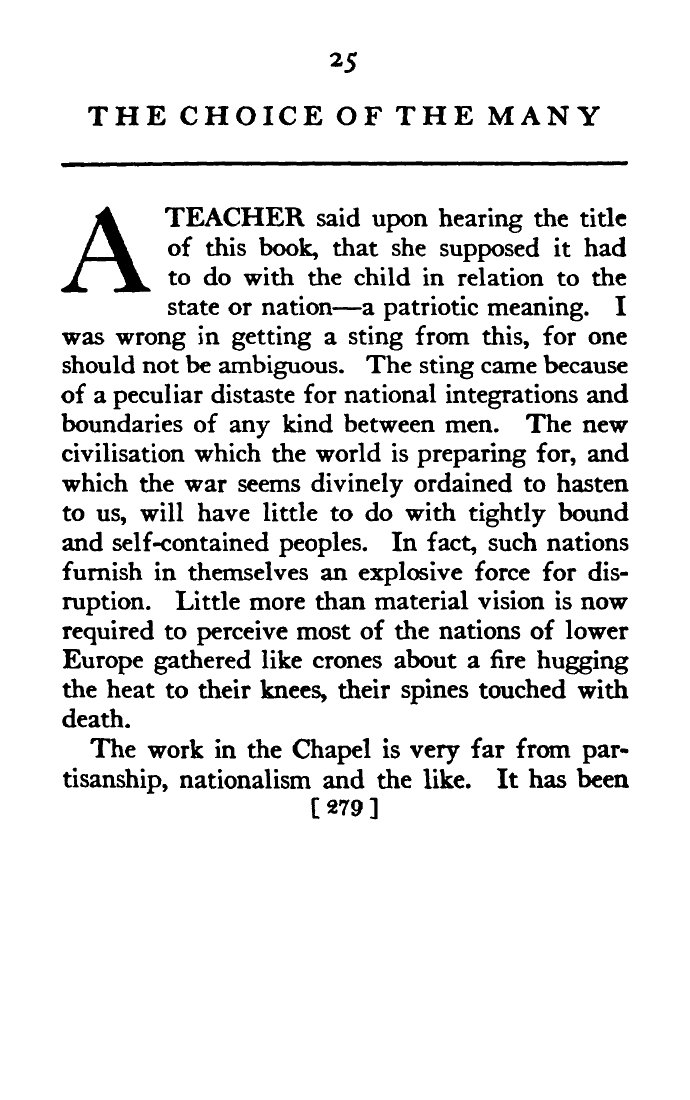 25
THE CHOICE OF THE MANY
A TEACHER said upon hearing the title
of this book, that she supposed it had
to do with the child in relation to the
state or nation—a patriotic meaning. I
was wrong in getting a sting from this, for one
should not be ambiguous. The sting came because
of a peculiar distaste for national integrations and
boundaries of any kind between men. The new
civilisation which the world is preparing for, and
which the war seems divinely ordained to hasten
to us, will have little to do with tightly bound
and self-contained peoples. In fact, such nations
furnish in themselves an explosive force for dis-
ruption. Little more than material vision is now
required to perceive most of the nations of lower
Europe gathered like crones about a fire hugging
the heat to their knees, their spines touched with
death.
The work in the Chapel is very far from par-
tisanship, nationalism and the like. It has been
[ 279 ]